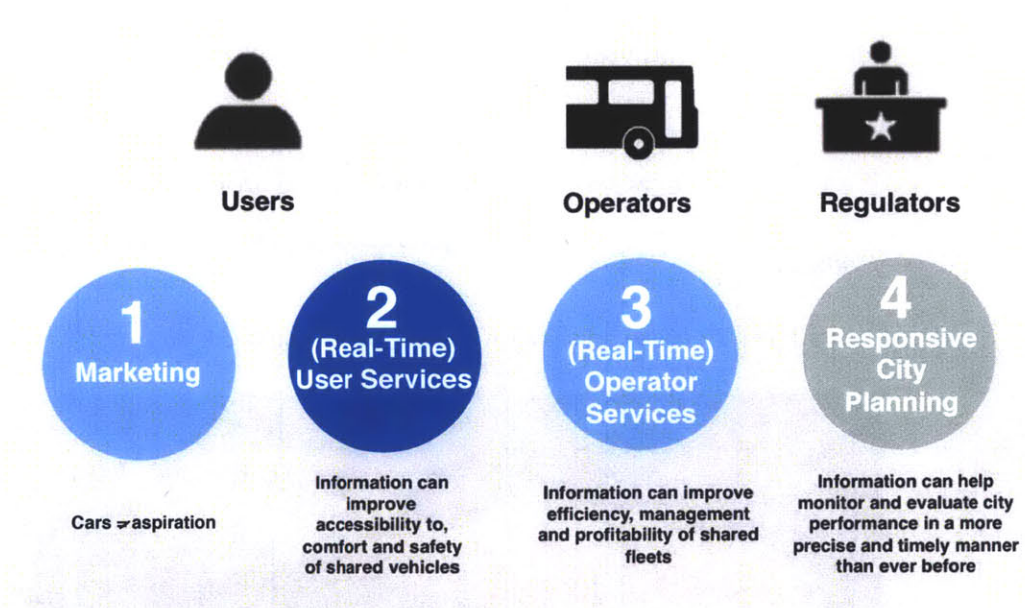 Users
Operators
Regulators
1
Marketing
2
(Real-Time)
User Services
3
(Real-Time)
Operator
Services
4
Responsive
City
Planning
Cars ≠ aspiration
Information can
improve
accessibility to,
comfort and safety
of shared vehicles
Information can improve
efficiency, management
and profitability of shared
fleets
Information can help
monitor and evaluate city
performance in a more
precise and timely manner
than ever before